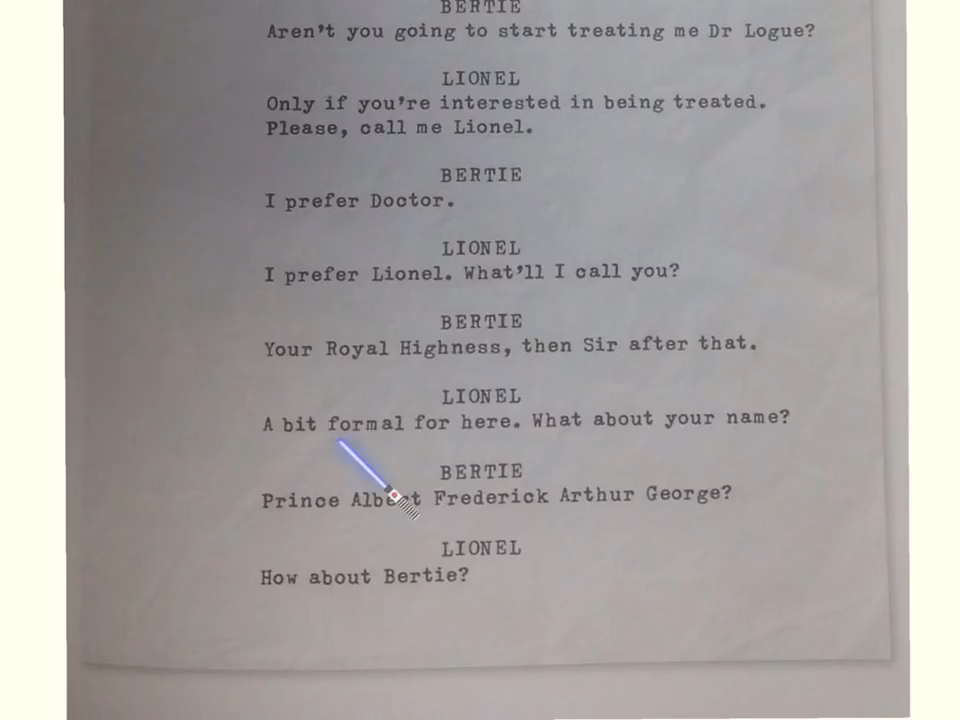 BERTIE
Aren't you going to start treating me Dr Logue?
LIONEL
Only if you're interested in being treated.
Please, call me Lionel.
BERTIE
I prefer Doctor.
LIONEL
I prefer Lionel. What'll I call you?
BERTIE
Your Royal Highness, then Sir after that.
LIONEL
A bit formal for here. What about your name?
BERTIE
Prince Albert Frederick Arthur George?
LIONEL
How about Bertie?